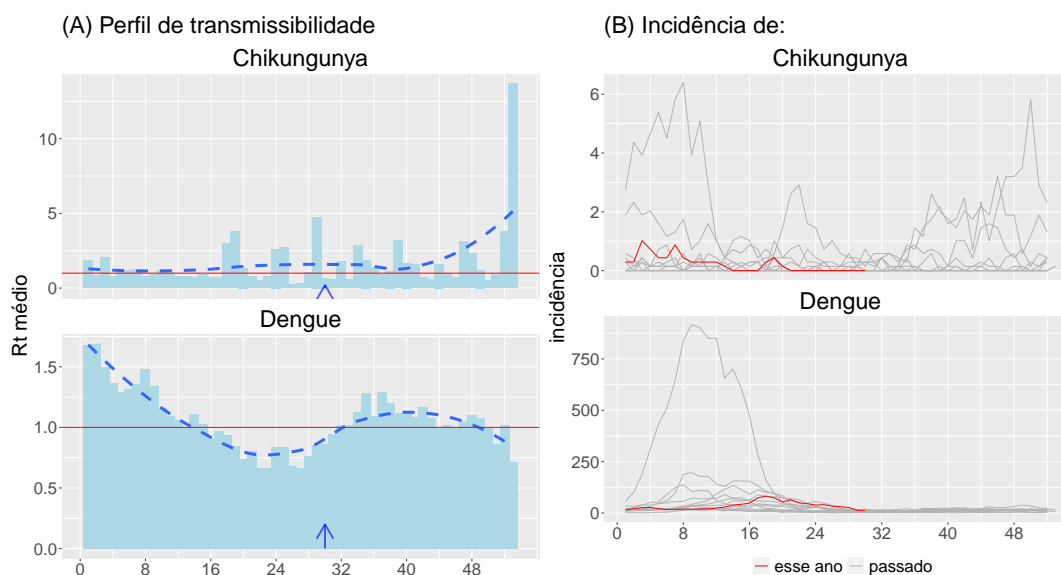 (A) Perfil de transmissibilidade
Chikungunya
10
5
0
Dengue
1.5
1.0
0.5
0.0
0 8 16 24 32 40 48
Rt médio
(B) Incidência de:
Chikungunya
6
4
2
0
Dengue
750
500
250
0
0 8 16 24 32 40 48
incidência
esse ano passado